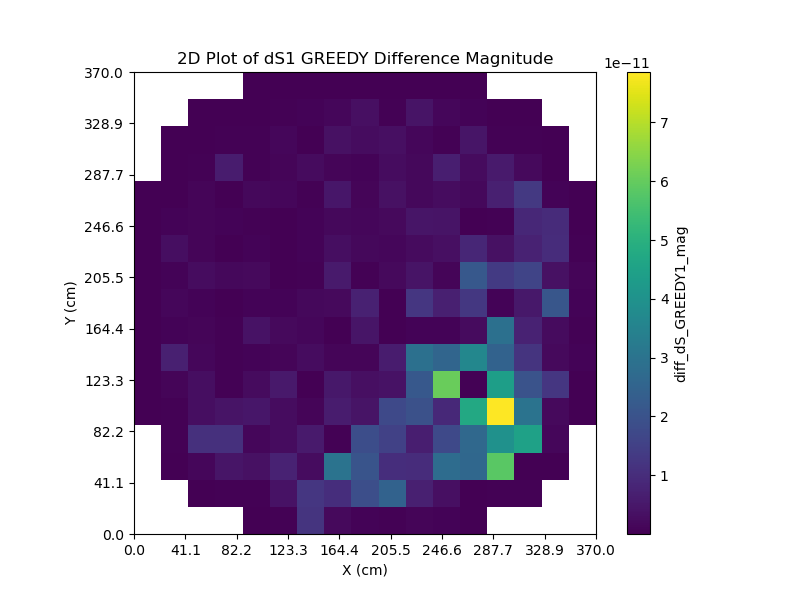 2D Plot of dS1 GREEDY Difference Magnitude
1e−11
370.0
328.9
287.7
246.6
205.5
164.4
123.3
82.2
41.1
0.0
Y (cm)
0.0 41.1 82.2 123.3 164.4 205.5 246.6 287.7 328.9 370.0
X (cm)
7
6
5
4
3
2
1
diff_dS_GREEDY1_mag